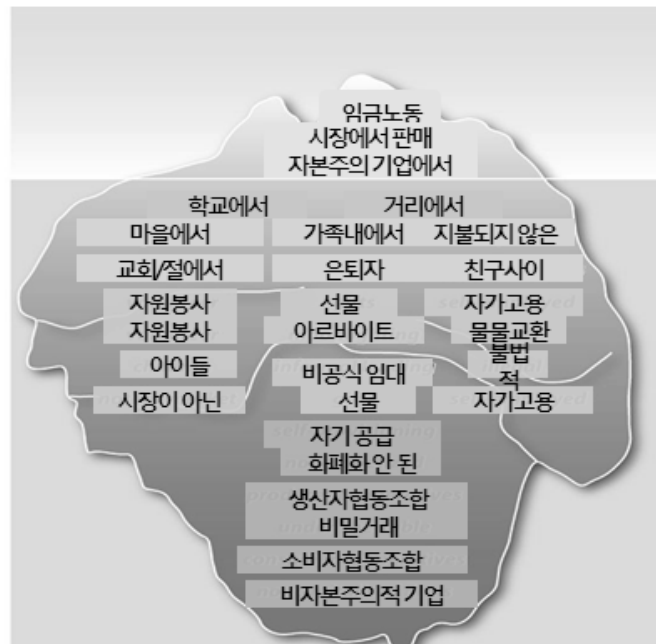 임금노동
시장에서 판매
자본주의 기업에서
학교에서 거리에서
마을에서 가족내에서 지불되지 않은
교회/절에서 은퇴자 친구사이
자원봉사 선물 자가고용
자원봉사 아르바이트 물물교환
아이들 불법
비공식 임대 적
시장이 아닌 선물 자가고용
자기 공급
화폐화 안 된
생산자협동조합
비밀거래
소비자협동조합
비자본주의적 기업